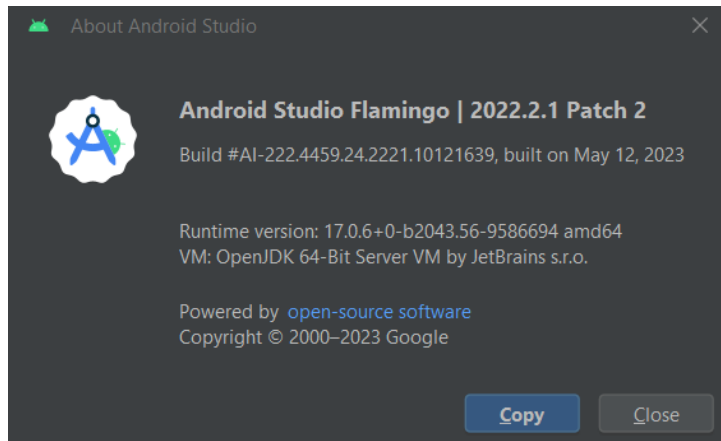 About Android Studio
Android Studio Flamingo | 2022.2.1 Patch 2
Build #AI-222.4459.24.2221.10121639, built on May 12, 2023
Runtime version: 17.0.6+0-b2043.56-9586694 amd64
VM: OpenJDK 64-Bit Server VM by JetBrains s.r.o.
Powered by open-source software
Copyright © 2000–2023 Google
Copy
Close